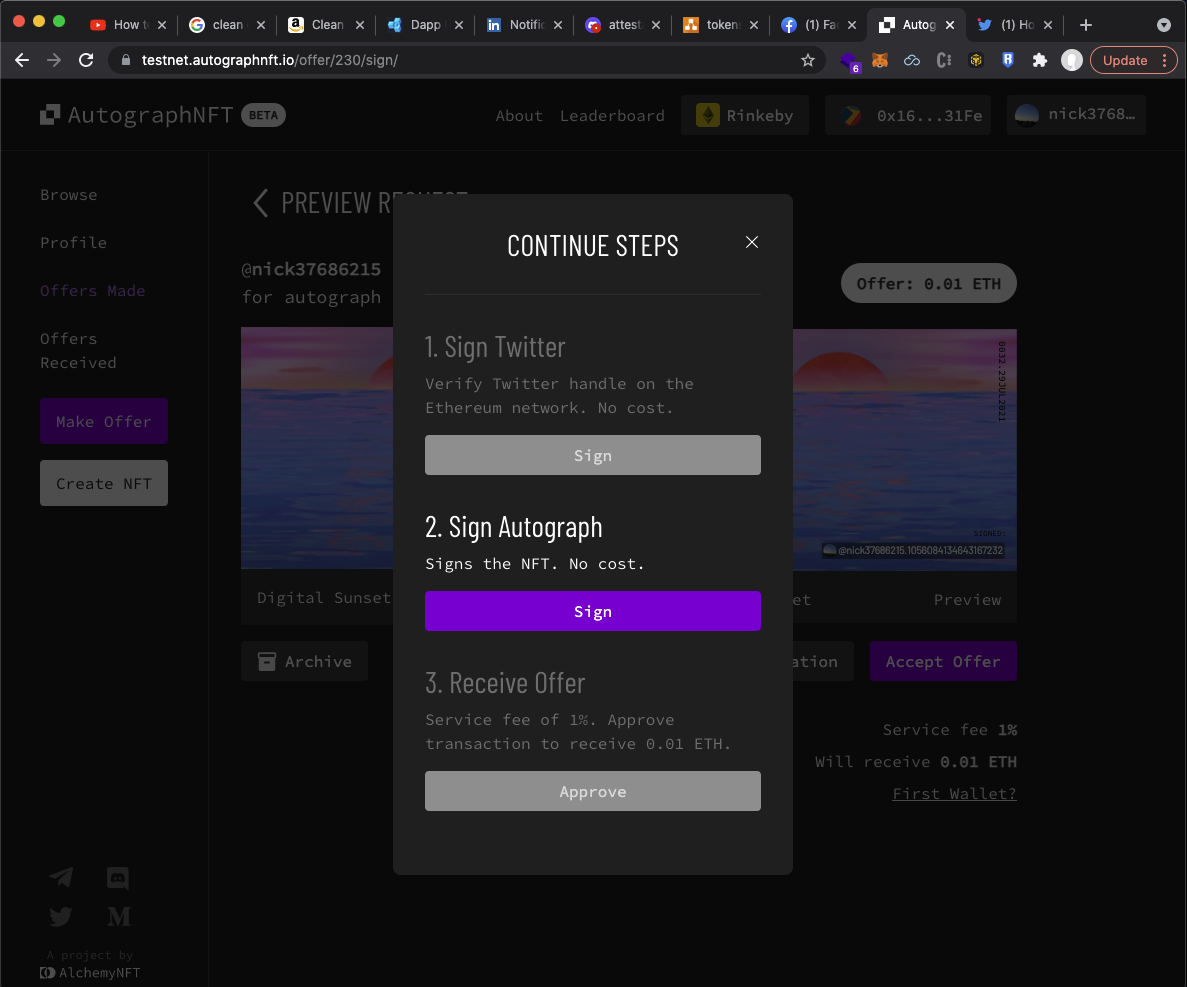 How t
clean
Clean
Dapp
Notific
attest
token
(1) Fac
Autog
(1) Ho
testnet.autographnft.io/offer/230/sign/
6
Update
AutographNFT BETA
About
Leaderboard
Rinkeby
0x16...31Fe
nick3768…
Browse
Profile
Offers Made
Offers
Received
Make Offer
Create NFT
PREVIEW REQUEST
@nick37686215
for autograph
Offer: 0.01 ETH
CONTINUE STEPS
1. Sign Twitter
Verify Twitter handle on the
Ethereum network. No cost.
Sign
2. Sign Autograph
Signs the NFT. No cost.
Sign
3. Receive Offer
Service fee of 1%. Approve
transaction to receive 0.01 ETH.
Approve
0032.29JUL2021
SIGNED:
@nick37686215.1056084134643167232
Digital Sunset
et
Preview
Archive
ation
Accept Offer
Service fee 1%
Will receive 0.01 ETH
First Wallet?
A project by
AlchemyNFT